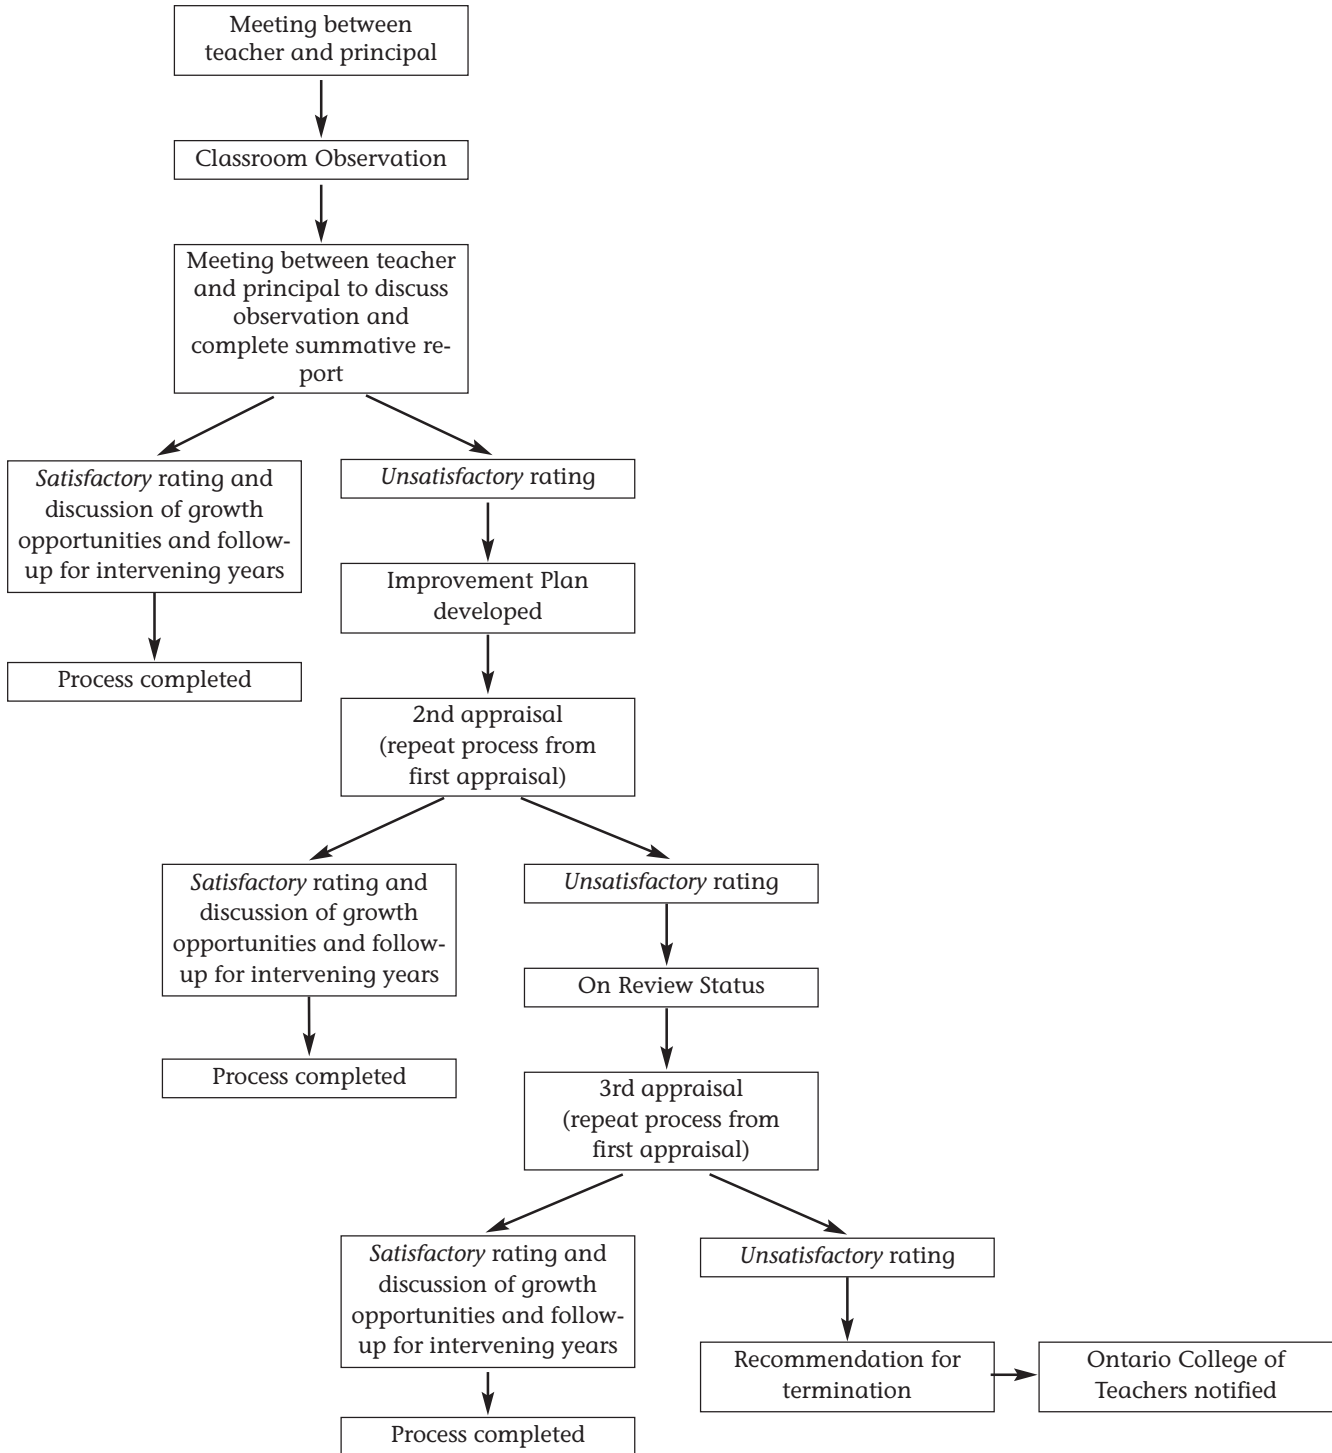 Meeting between
teacher and principal
Classroom Observation
Meeting between teacher
and principal to discuss
observation and
complete summative re-
port
Satisfactory rating and
discussion of growth
opportunities and follow-
up for intervening years
Unsatisfactory rating
Improvement Plan
developed
Process completed
2nd appraisal
(repeat process from
first appraisal)
Satisfactory rating and
discussion of growth
opportunities and follow-
up for intervening years
Unsatisfactory rating
On Review Status
Process completed
3rd appraisal
(repeat process from
first appraisal)
Satisfactory rating and
discussion of growth
opportunities and follow-
up for intervening years
Unsatisfactory rating
Recommendation for
termination
Ontario College of
Teachers notified
Process completed